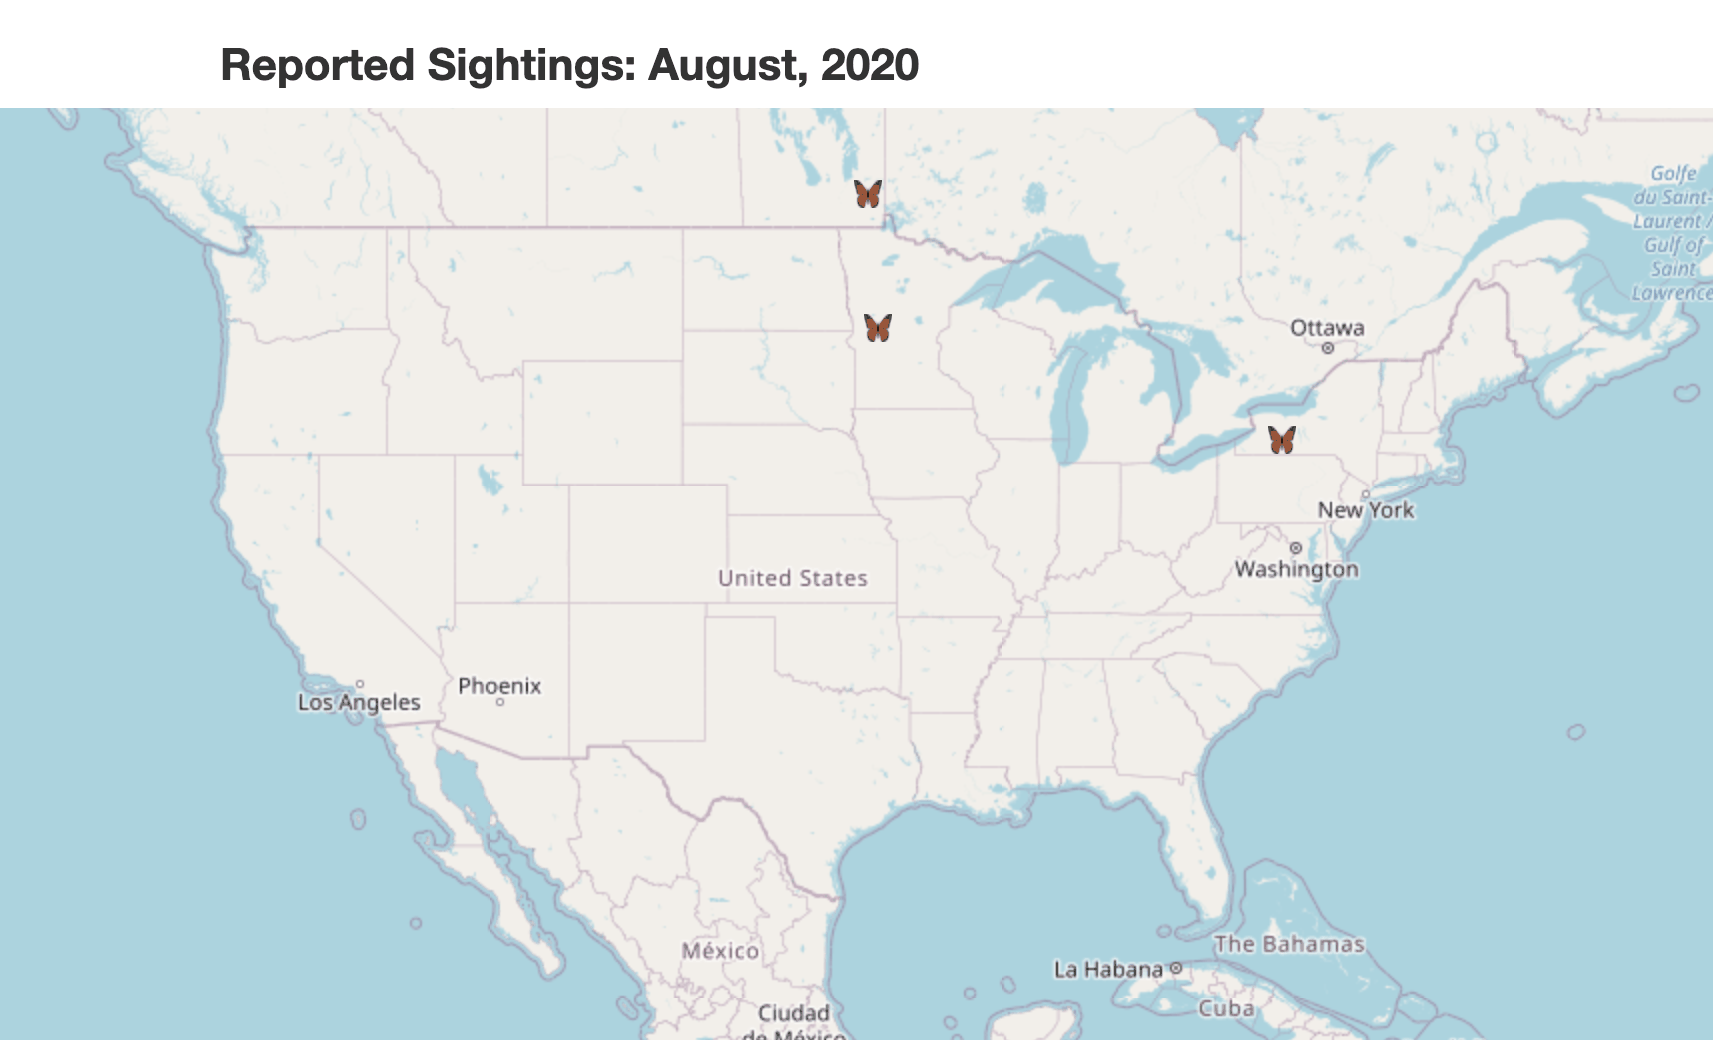 Reported Sightings: August, 2020
Golfe
du Saint-
Laurent /
Gulf of
Saint
Lawrence
Ottawa
New York
Washington
United States
Phoenix
Los Angeles
México
The Bahamas
La Habana
Cuba
Ciudad
de México